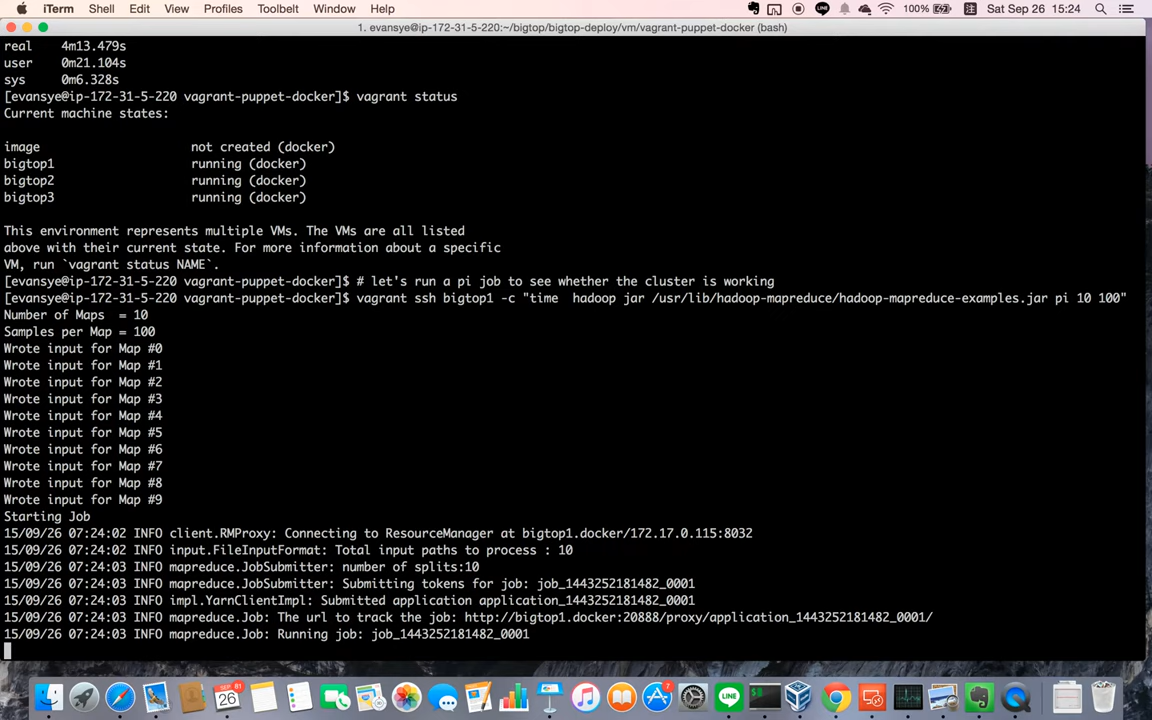 iTerm Shell Edit View Profiles Toolbelt Window Help 100% 注 Sat Sep 26 15:24
1. evansye@ip-172-31-5-220:~/bigtop/bigtop-deploy/vm/vagrant-puppet-docker (bash)
real 4m13.479s
user 0m21.104s
sys 0m6.328s
[evansye@ip-172-31-5-220 vagrant-puppet-docker]$ vagrant status
Current machine states:
image not created (docker)
bigtop1 running (docker)
bigtop2 running (docker)
bigtop3 running (docker)
This environment represents multiple VMs. The VMs are all listed
above with their current state. For more information about a specific
VM, run `vagrant status NAME`.
[evansye@ip-172-31-5-220 vagrant-puppet-docker]$ # let's run a pi job to see whether the cluster is working
[evansye@ip-172-31-5-220 vagrant-puppet-docker]$ vagrant ssh bigtop1 -c "time  hadoop jar /usr/lib/hadoop-mapreduce/hadoop-mapreduce-examples.jar pi 10 100"
Number of Maps  = 10
Samples per Map = 100
Wrote input for Map #0
Wrote input for Map #1
Wrote input for Map #2
Wrote input for Map #3
Wrote input for Map #4
Wrote input for Map #5
Wrote input for Map #6
Wrote input for Map #7
Wrote input for Map #8
Wrote input for Map #9
Starting Job
15/09/26 07:24:02 INFO client.RMProxy: Connecting to ResourceManager at bigtop1.docker/172.17.0.115:8032
15/09/26 07:24:02 INFO input.FileInputFormat: Total input paths to process : 10
15/09/26 07:24:03 INFO mapreduce.JobSubmitter: number of splits:10
15/09/26 07:24:03 INFO mapreduce.JobSubmitter: Submitting tokens for job: job_1443252181482_0001
15/09/26 07:24:03 INFO impl.YarnClientImpl: Submitted application application_1443252181482_0001
15/09/26 07:24:03 INFO mapreduce.Job: The url to track the job: http://bigtop1.docker:20888/proxy/application_1443252181482_0001/
15/09/26 07:24:03 INFO mapreduce.Job: Running job: job_1443252181482_0001